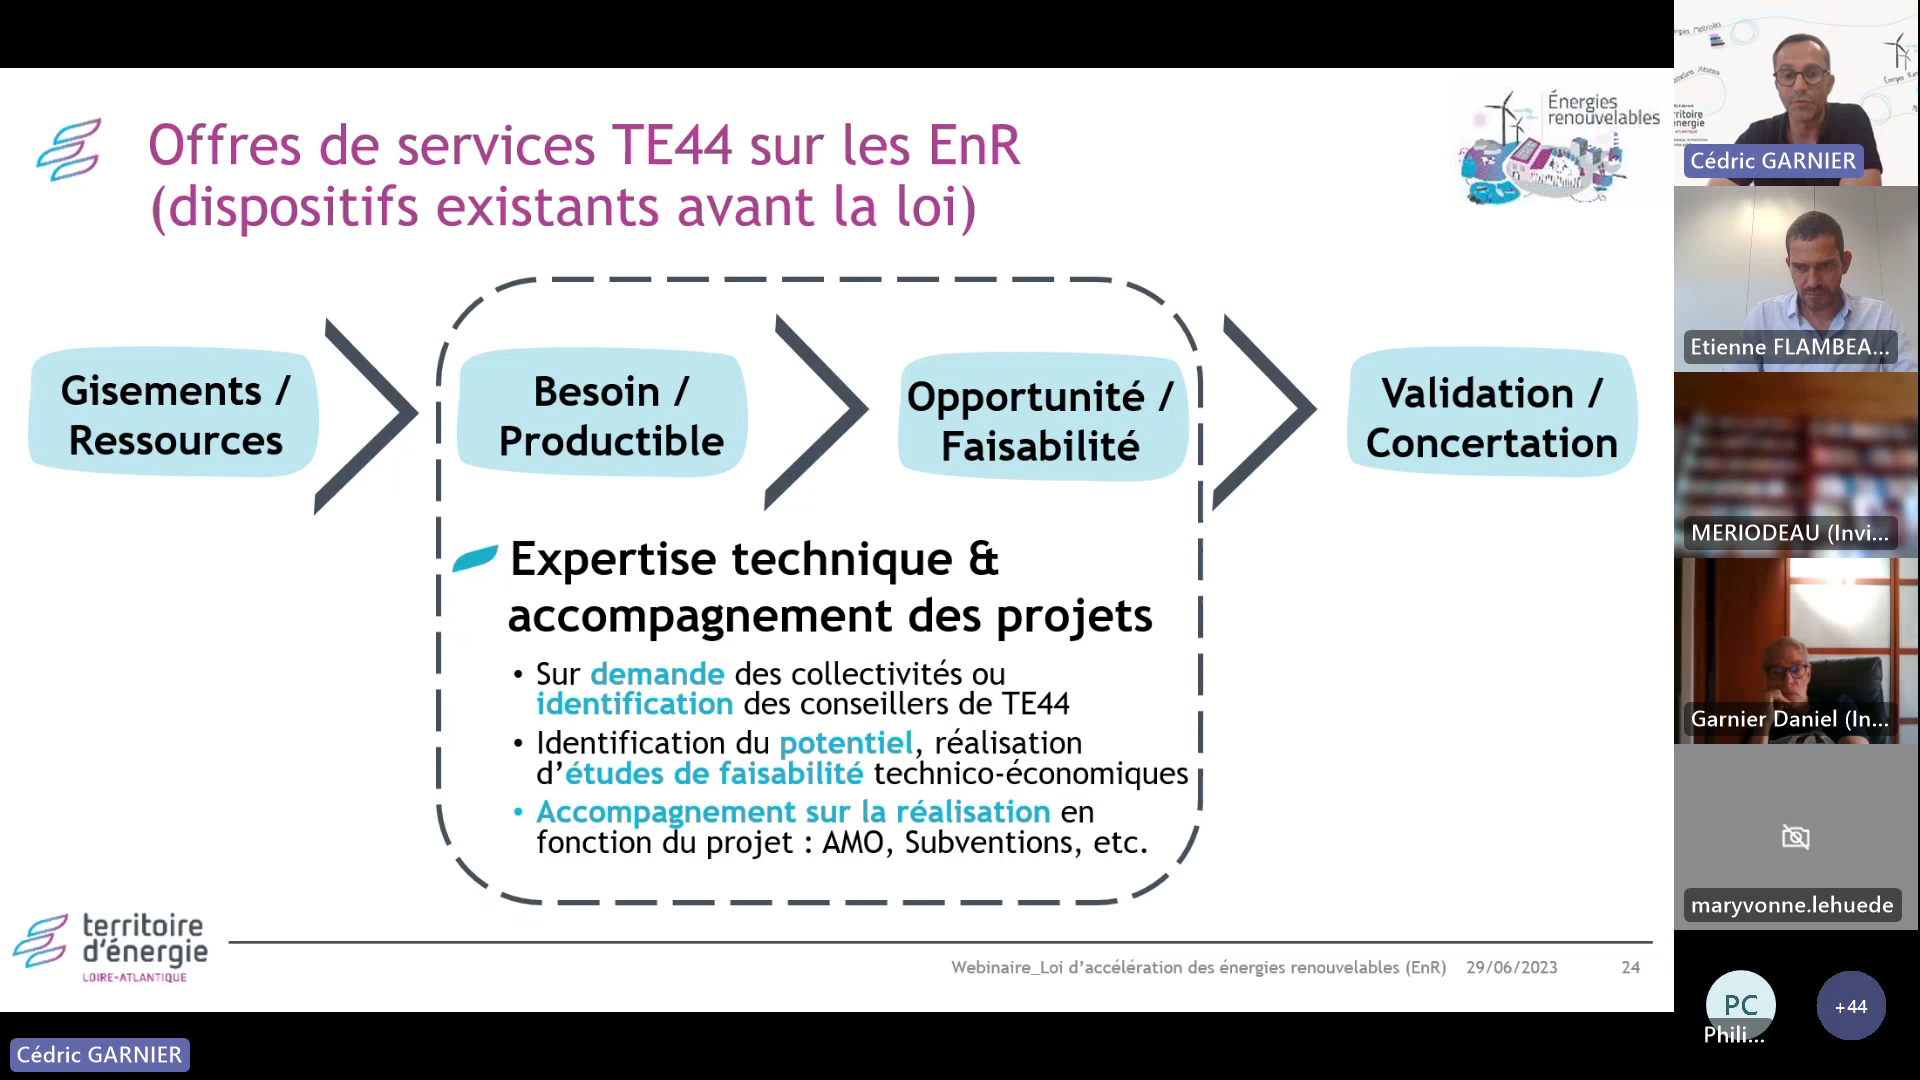 Offres de services TE44 sur les EnR
(dispositifs existants avant la loi)
Énergies
renouvelables
Gisements /
Ressources
Besoin /
Productible
Opportunité /
Faisabilité
Validation /
Concertation
Expertise technique &
accompagnement des projets
• Sur demande des collectivités ou
identification des conseillers de TE44
• Identification du potentiel, réalisation
d’études de faisabilité technico-économiques
• Accompagnement sur la réalisation en
fonction du projet : AMO, Subventions, etc.
territoire
d’énergie
LOIRE-ATLANTIQUE
Webinaire_Loi d’accélération des énergies renouvelables (EnR) 29/06/2023 24
Cédric GARNIER
Cédric GARNIER
Etienne FLAMBEA...
MERIODEAU (Invi...
Garnier Daniel (In...
maryvonne.lehuede
PC
Phili...
+44